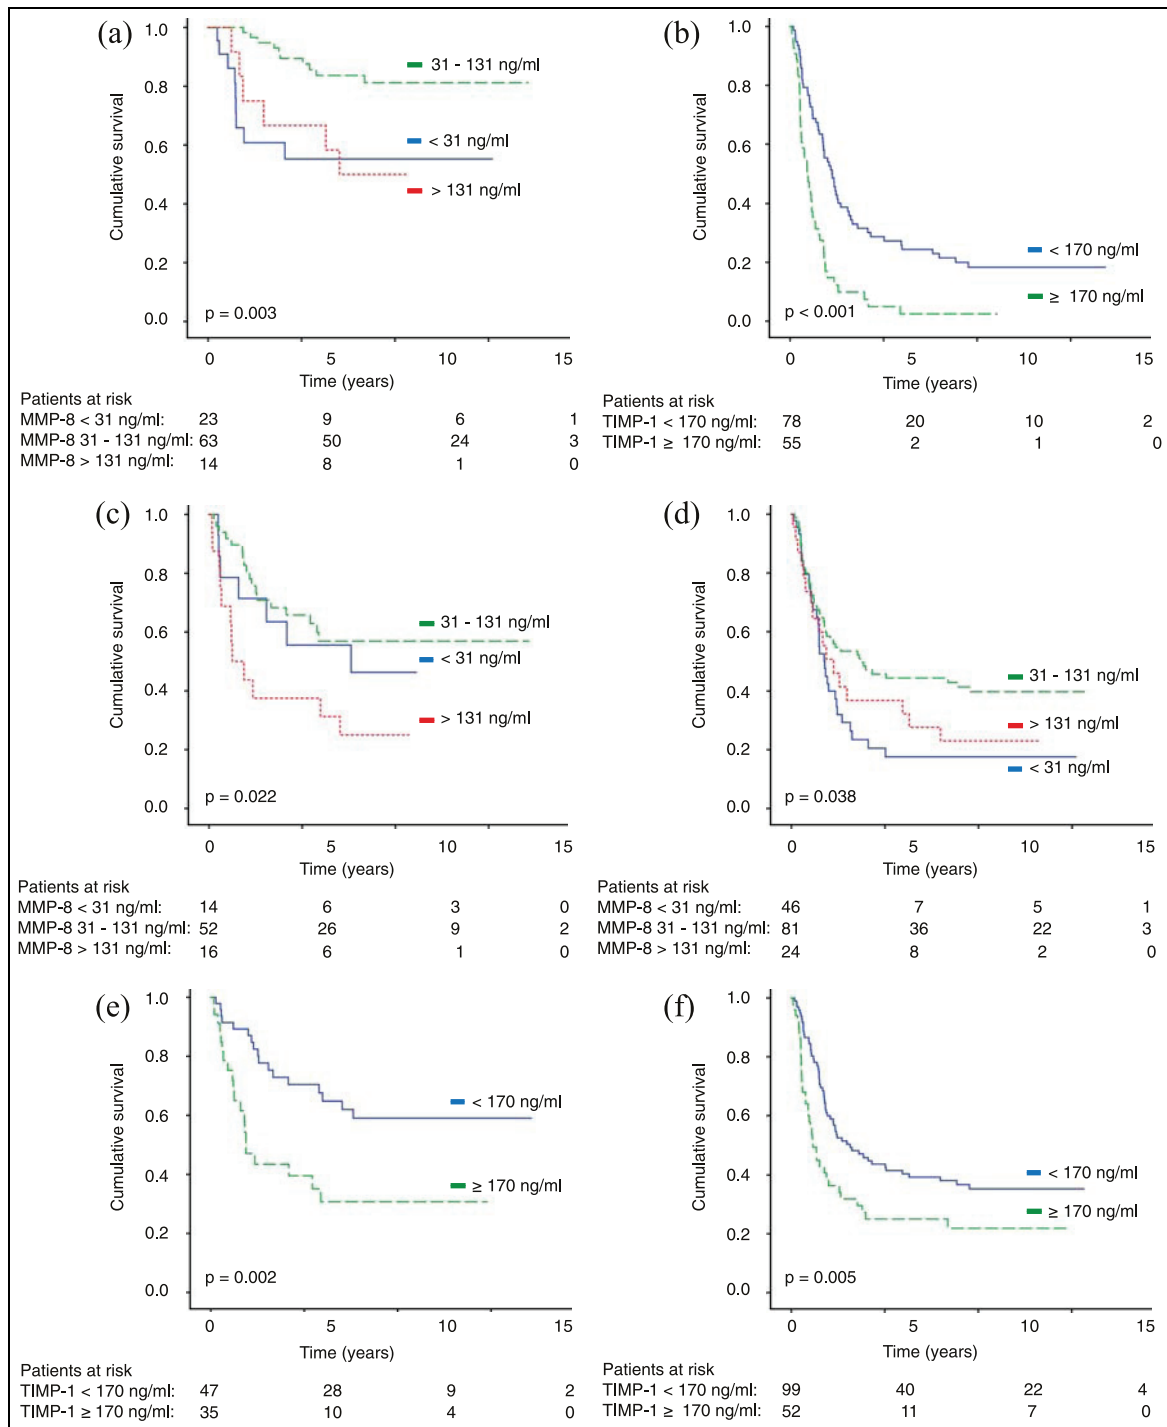 (a)
1.0
0.8
0.6
0.4
0.2
0.0
Cumulative survival
31 - 131 ng/ml
< 31 ng/ml
> 131 ng/ml
p = 0.003
0 5 10 15
Time (years)
Patients at risk
MMP-8 < 31 ng/ml: 23 9 6 1
MMP-8 31 - 131 ng/ml: 63 50 24 3
MMP-8 > 131 ng/ml: 14 8 1 0
(b)
1.0
0.8
0.6
0.4
0.2
0.0
Cumulative survival
< 170 ng/ml
≥ 170 ng/ml
p < 0.001
0 5 10 15
Time (years)
Patients at risk
TIMP-1 < 170 ng/ml: 78 20 10 2
TIMP-1 ≥ 170 ng/ml: 55 2 1 0
(c)
1.0
0.8
0.6
0.4
0.2
0.0
Cumulative survival
31 - 131 ng/ml
< 31 ng/ml
> 131 ng/ml
p = 0.022
0 5 10 15
Time (years)
Patients at risk
MMP-8 < 31 ng/ml: 14 6 3 0
MMP-8 31 - 131 ng/ml: 52 26 9 2
MMP-8 > 131 ng/ml: 16 6 1 0
(d)
1.0
0.8
0.6
0.4
0.2
0.0
Cumulative survival
31 - 131 ng/ml
> 131 ng/ml
< 31 ng/ml
p = 0.038
0 5 10 15
Time (years)
Patients at risk
MMP-8 < 31 ng/ml: 46 7 5 1
MMP-8 31 - 131 ng/ml: 81 36 22 3
MMP-8 > 131 ng/ml: 24 8 2 0
(e)
1.0
0.8
0.6
0.4
0.2
0.0
Cumulative survival
< 170 ng/ml
≥ 170 ng/ml
p = 0.002
0 5 10 15
Time (years)
Patients at risk
TIMP-1 < 170 ng/ml: 47 28 9 2
TIMP-1 ≥ 170 ng/ml: 35 10 4 0
(f)
1.0
0.8
0.6
0.4
0.2
0.0
Cumulative survival
< 170 ng/ml
≥ 170 ng/ml
p = 0.005
0 5 10 15
Time (years)
Patients at risk
TIMP-1 < 170 ng/ml: 99 40 22 4
TIMP-1 ≥ 170 ng/ml: 52 11 7 0